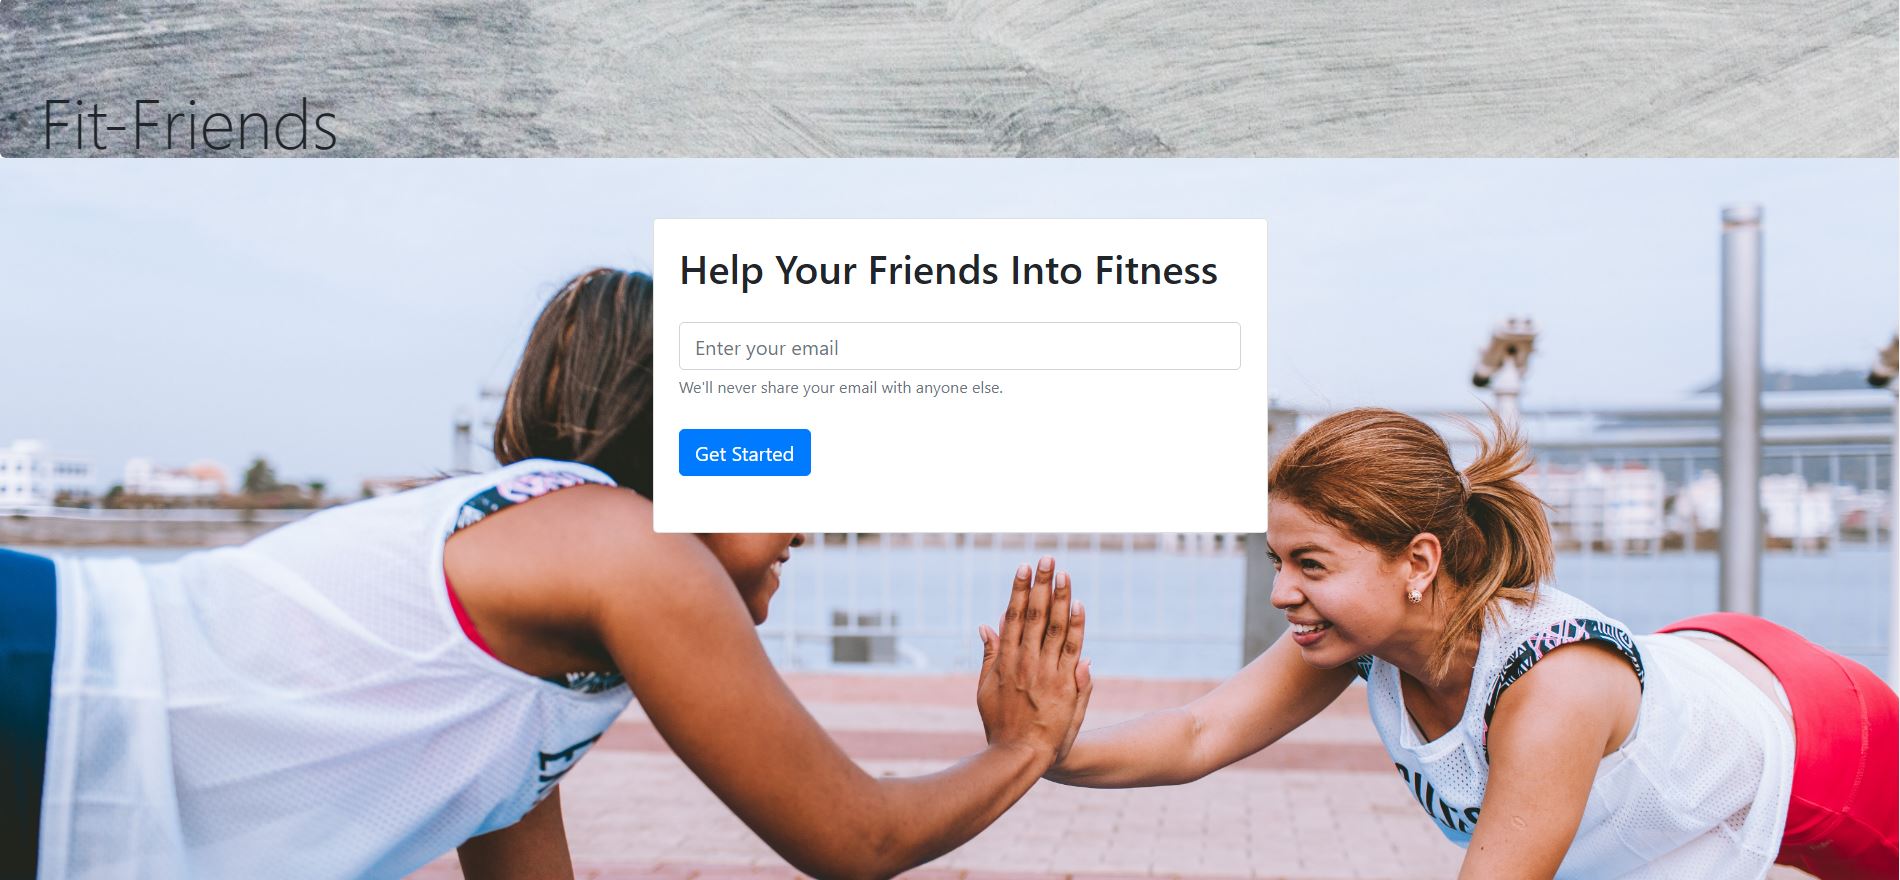 Fit-Friends
Help Your Friends Into Fitness
Enter your email
We'll never share your email with anyone else.
Get Started